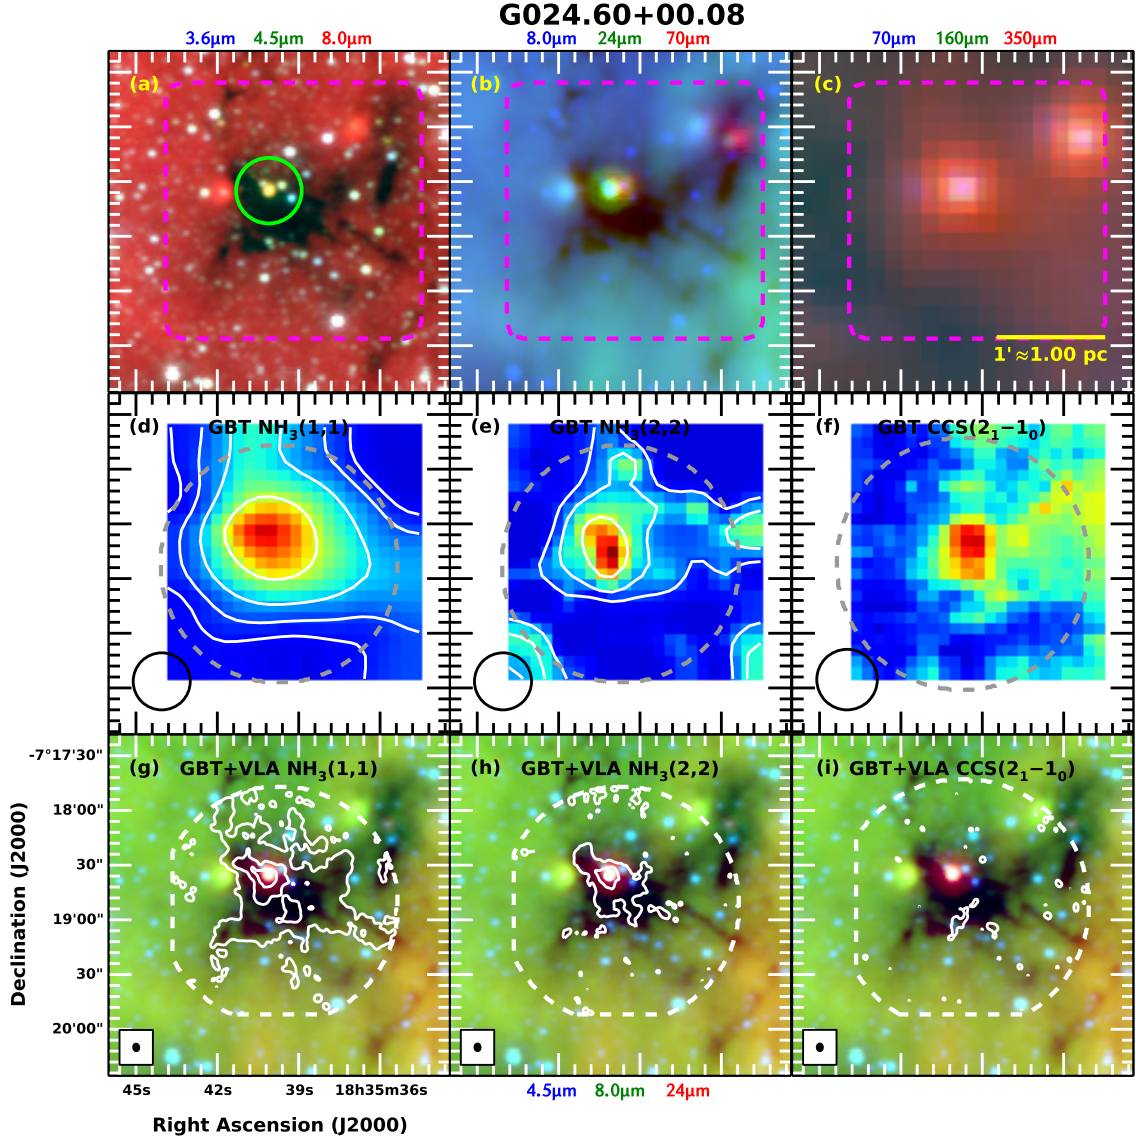 G024.60+00.08
3.6μm 4.5μm 8.0μm 8.0μm 24μm 70μm 70μm 160μm 350μm
(a) (b) (c)
1'≈1.00 pc
(d) GBT NH3(1,1) (e) GBT NH3(2,2) (f) GBT CCS(2₁−1₀)
-7°17'30"
(g) GBT+VLA NH3(1,1) (h) GBT+VLA NH3(2,2) (i) GBT+VLA CCS(2₁−1₀)
18'00"
30"
19'00"
30"
20'00"
Declination (J2000)
45s 42s 39s 18h35m36s 4.5μm 8.0μm 24μm
Right Ascension (J2000)